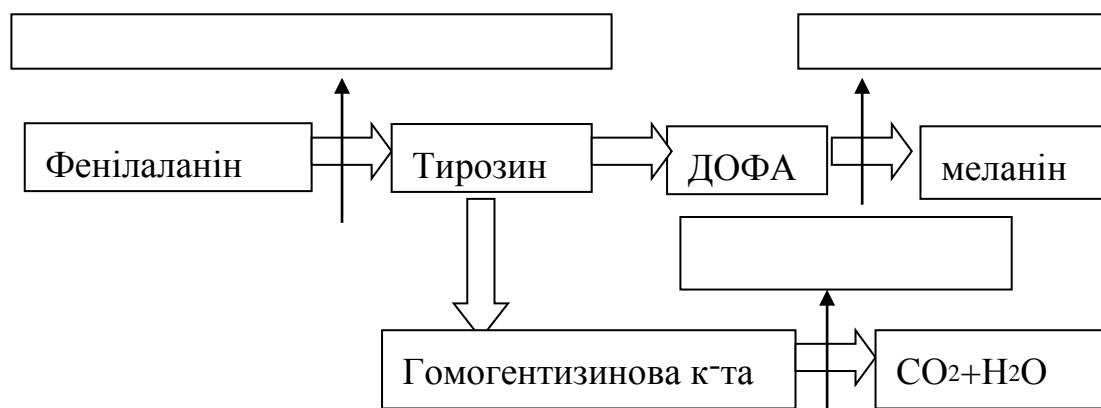 Фенілаланін
Тирозин
ДОФА
меланін
Гомогентизинова к-та
CO2+H2O